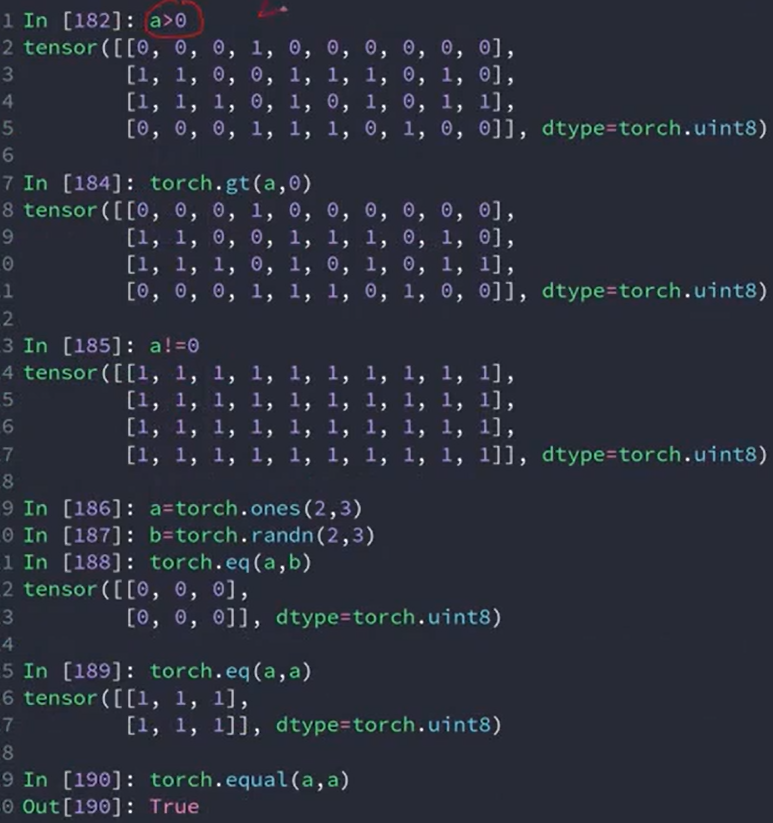 1 In [182]: a>0
2 tensor([[0, 0, 0, 1, 0, 0, 0, 0, 0, 0],
3 [1, 1, 0, 0, 1, 1, 1, 0, 1, 0],
4 [1, 1, 1, 0, 1, 0, 1, 0, 1, 1],
5 [0, 0, 0, 1, 1, 1, 0, 1, 0, 0]], dtype=torch.uint8)
6
7 In [184]: torch.gt(a,0)
8 tensor([[0, 0, 0, 1, 0, 0, 0, 0, 0, 0],
9 [1, 1, 0, 0, 1, 1, 1, 0, 1, 0],
0 [1, 1, 1, 0, 1, 0, 1, 0, 1, 1],
1 [0, 0, 0, 1, 1, 1, 0, 1, 0, 0]], dtype=torch.uint8)
2
3 In [185]: a!=0
4 tensor([[1, 1, 1, 1, 1, 1, 1, 1, 1, 1],
5 [1, 1, 1, 1, 1, 1, 1, 1, 1, 1],
6 [1, 1, 1, 1, 1, 1, 1, 1, 1, 1],
7 [1, 1, 1, 1, 1, 1, 1, 1, 1, 1]], dtype=torch.uint8)
8
9 In [186]: a=torch.ones(2,3)
0 In [187]: b=torch.randn(2,3)
1 In [188]: torch.eq(a,b)
2 tensor([[0, 0, 0],
3 [0, 0, 0]], dtype=torch.uint8)
4
5 In [189]: torch.eq(a,a)
6 tensor([[1, 1, 1],
7 [1, 1, 1]], dtype=torch.uint8)
8
9 In [190]: torch.equal(a,a)
0 Out[190]: True